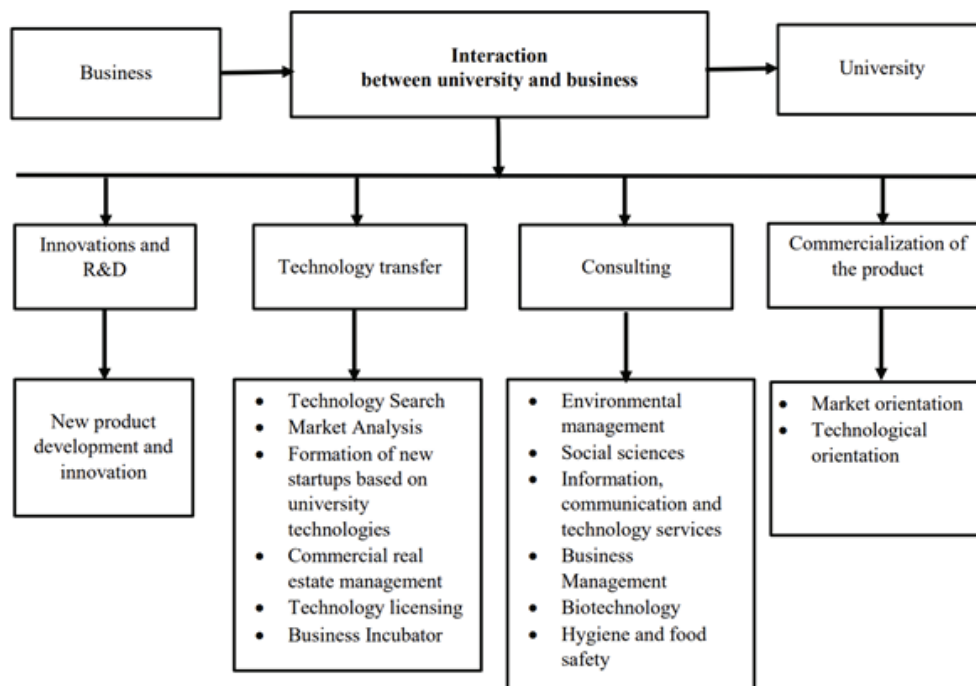 Business
Interaction
between university and business
University
Innovations and
R&D
Technology transfer
Consulting
Commercialization of
the product
New product
development and
innovation
• Technology Search
• Market Analysis
• Formation of new
startups based on
university
technologies
• Commercial real
estate management
• Technology licensing
• Business Incubator
• Environmental
management
• Social sciences
• Information,
communication and
technology services
• Business
Management
• Biotechnology
• Hygiene and food
safety
• Market orientation
• Technological
orientation